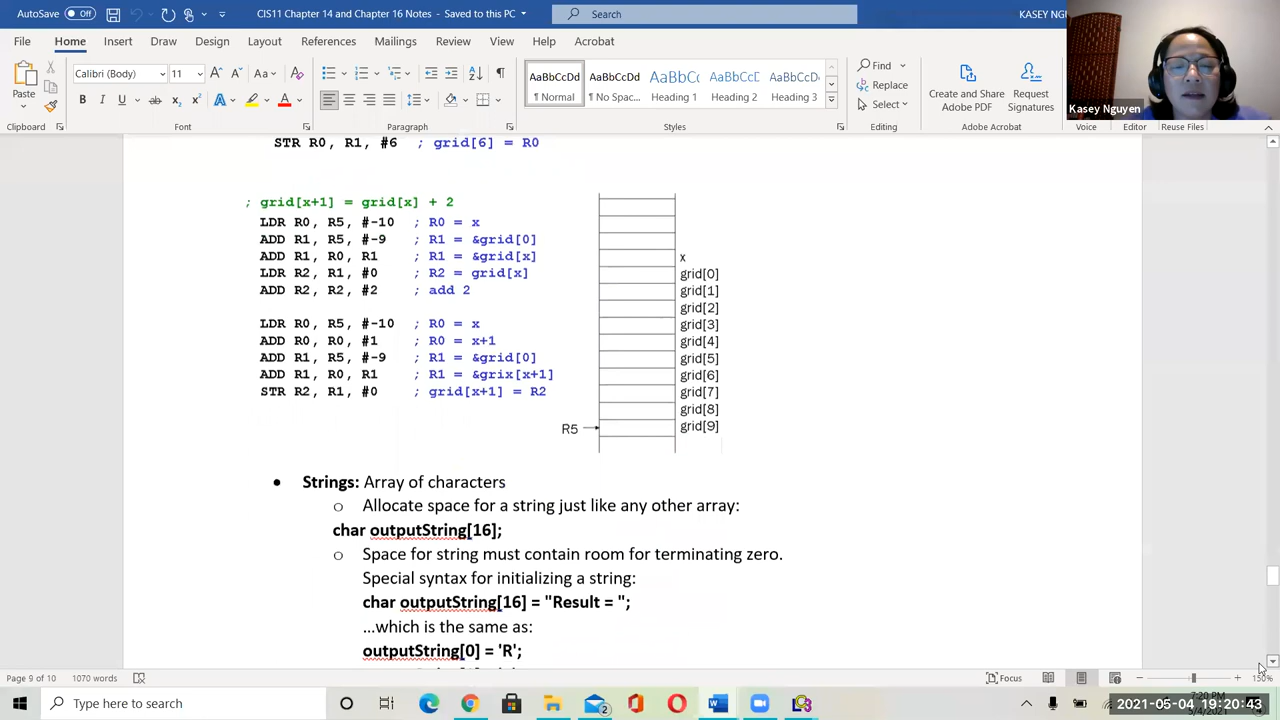 AutoSave Off
CIS11 Chapter 14 Chapter 16 Notes - Saved to this PC
Search
KASEY NG
File Home Insert Draw Design Layout References Mailings Review View Help Acrobat
Paste
Clipboard
Calibri (Body) 11
Font
Paragraph
AaBbCcDd AaBbCcDd AaBbCc AaBbCcDd AaBbCcD
¶ Normal ¶ No Spac... Heading 1 Heading 2 Heading 3
Styles
Find
Replace
Select
Editing
Create and Share Adobe PDF
Request Signatures
Adobe Acrobat
Voice
Editor
Reuse Files
Kasey Nguyen
STR R0, R1, #6 ; grid[6] = R0
; grid[x+1] = grid[x] + 2
LDR R0, R5, #-10 ; R0 = x
ADD R1, R5, #-9 ; R1 = &grid[0]
ADD R1, R0, R1 ; R1 = &grid[x]
LDR R2, R1, #0 ; R2 = grid[x]
ADD R2, R2, #2 ; add 2
LDR R0, R5, #-10 ; R0 = x
ADD R0, R0, #1 ; R0 = x+1
ADD R1, R5, #-9 ; R1 = &grid[0]
ADD R1, R0, R1 ; R1 = &grix[x+1]
STR R2, R1, #0 ; grid[x+1] = R2
x
grid[0]
grid[1]
grid[2]
grid[3]
grid[4]
grid[5]
grid[6]
grid[7]
grid[8]
grid[9]
R5
• Strings: Array of characters
o Allocate space for a string just like any other array:
char outputString[16];
o Space for string must contain room for terminating zero.
Special syntax for initializing a string:
char outputString[16] = "Result = ";
…which is the same as:
outputString[0] = 'R';
Page 9 of 10 1070 words
Focus
150%
Type here to search
2
7:20 PM
5/4/2021
2021-05-04 19:20:43